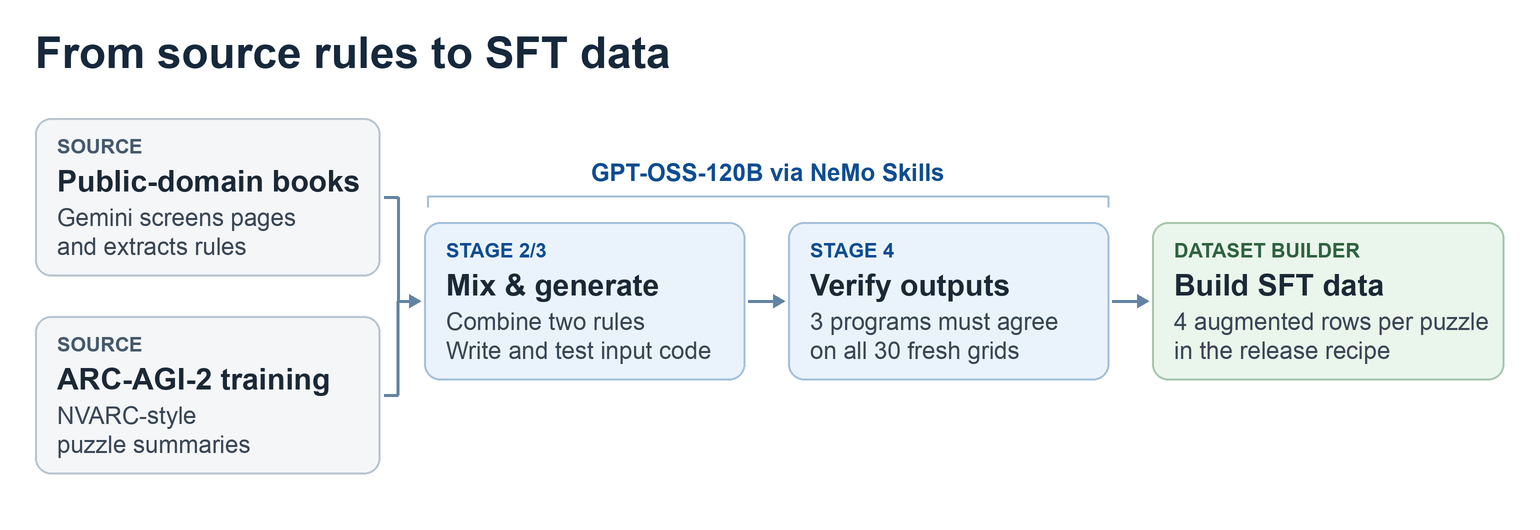 From source rules to SFT data
SOURCE
Public-domain books
Gemini screens pages
and extracts rules
SOURCE
ARC-AGI-2 training
NVARC-style
puzzle summaries
GPT-OSS-120B via NeMo Skills
STAGE 2/3
Mix & generate
Combine two rules
Write and test input code
STAGE 4
Verify outputs
3 programs must agree
on all 30 fresh grids
DATASET BUILDER
Build SFT data
4 augmented rows per puzzle
in the release recipe